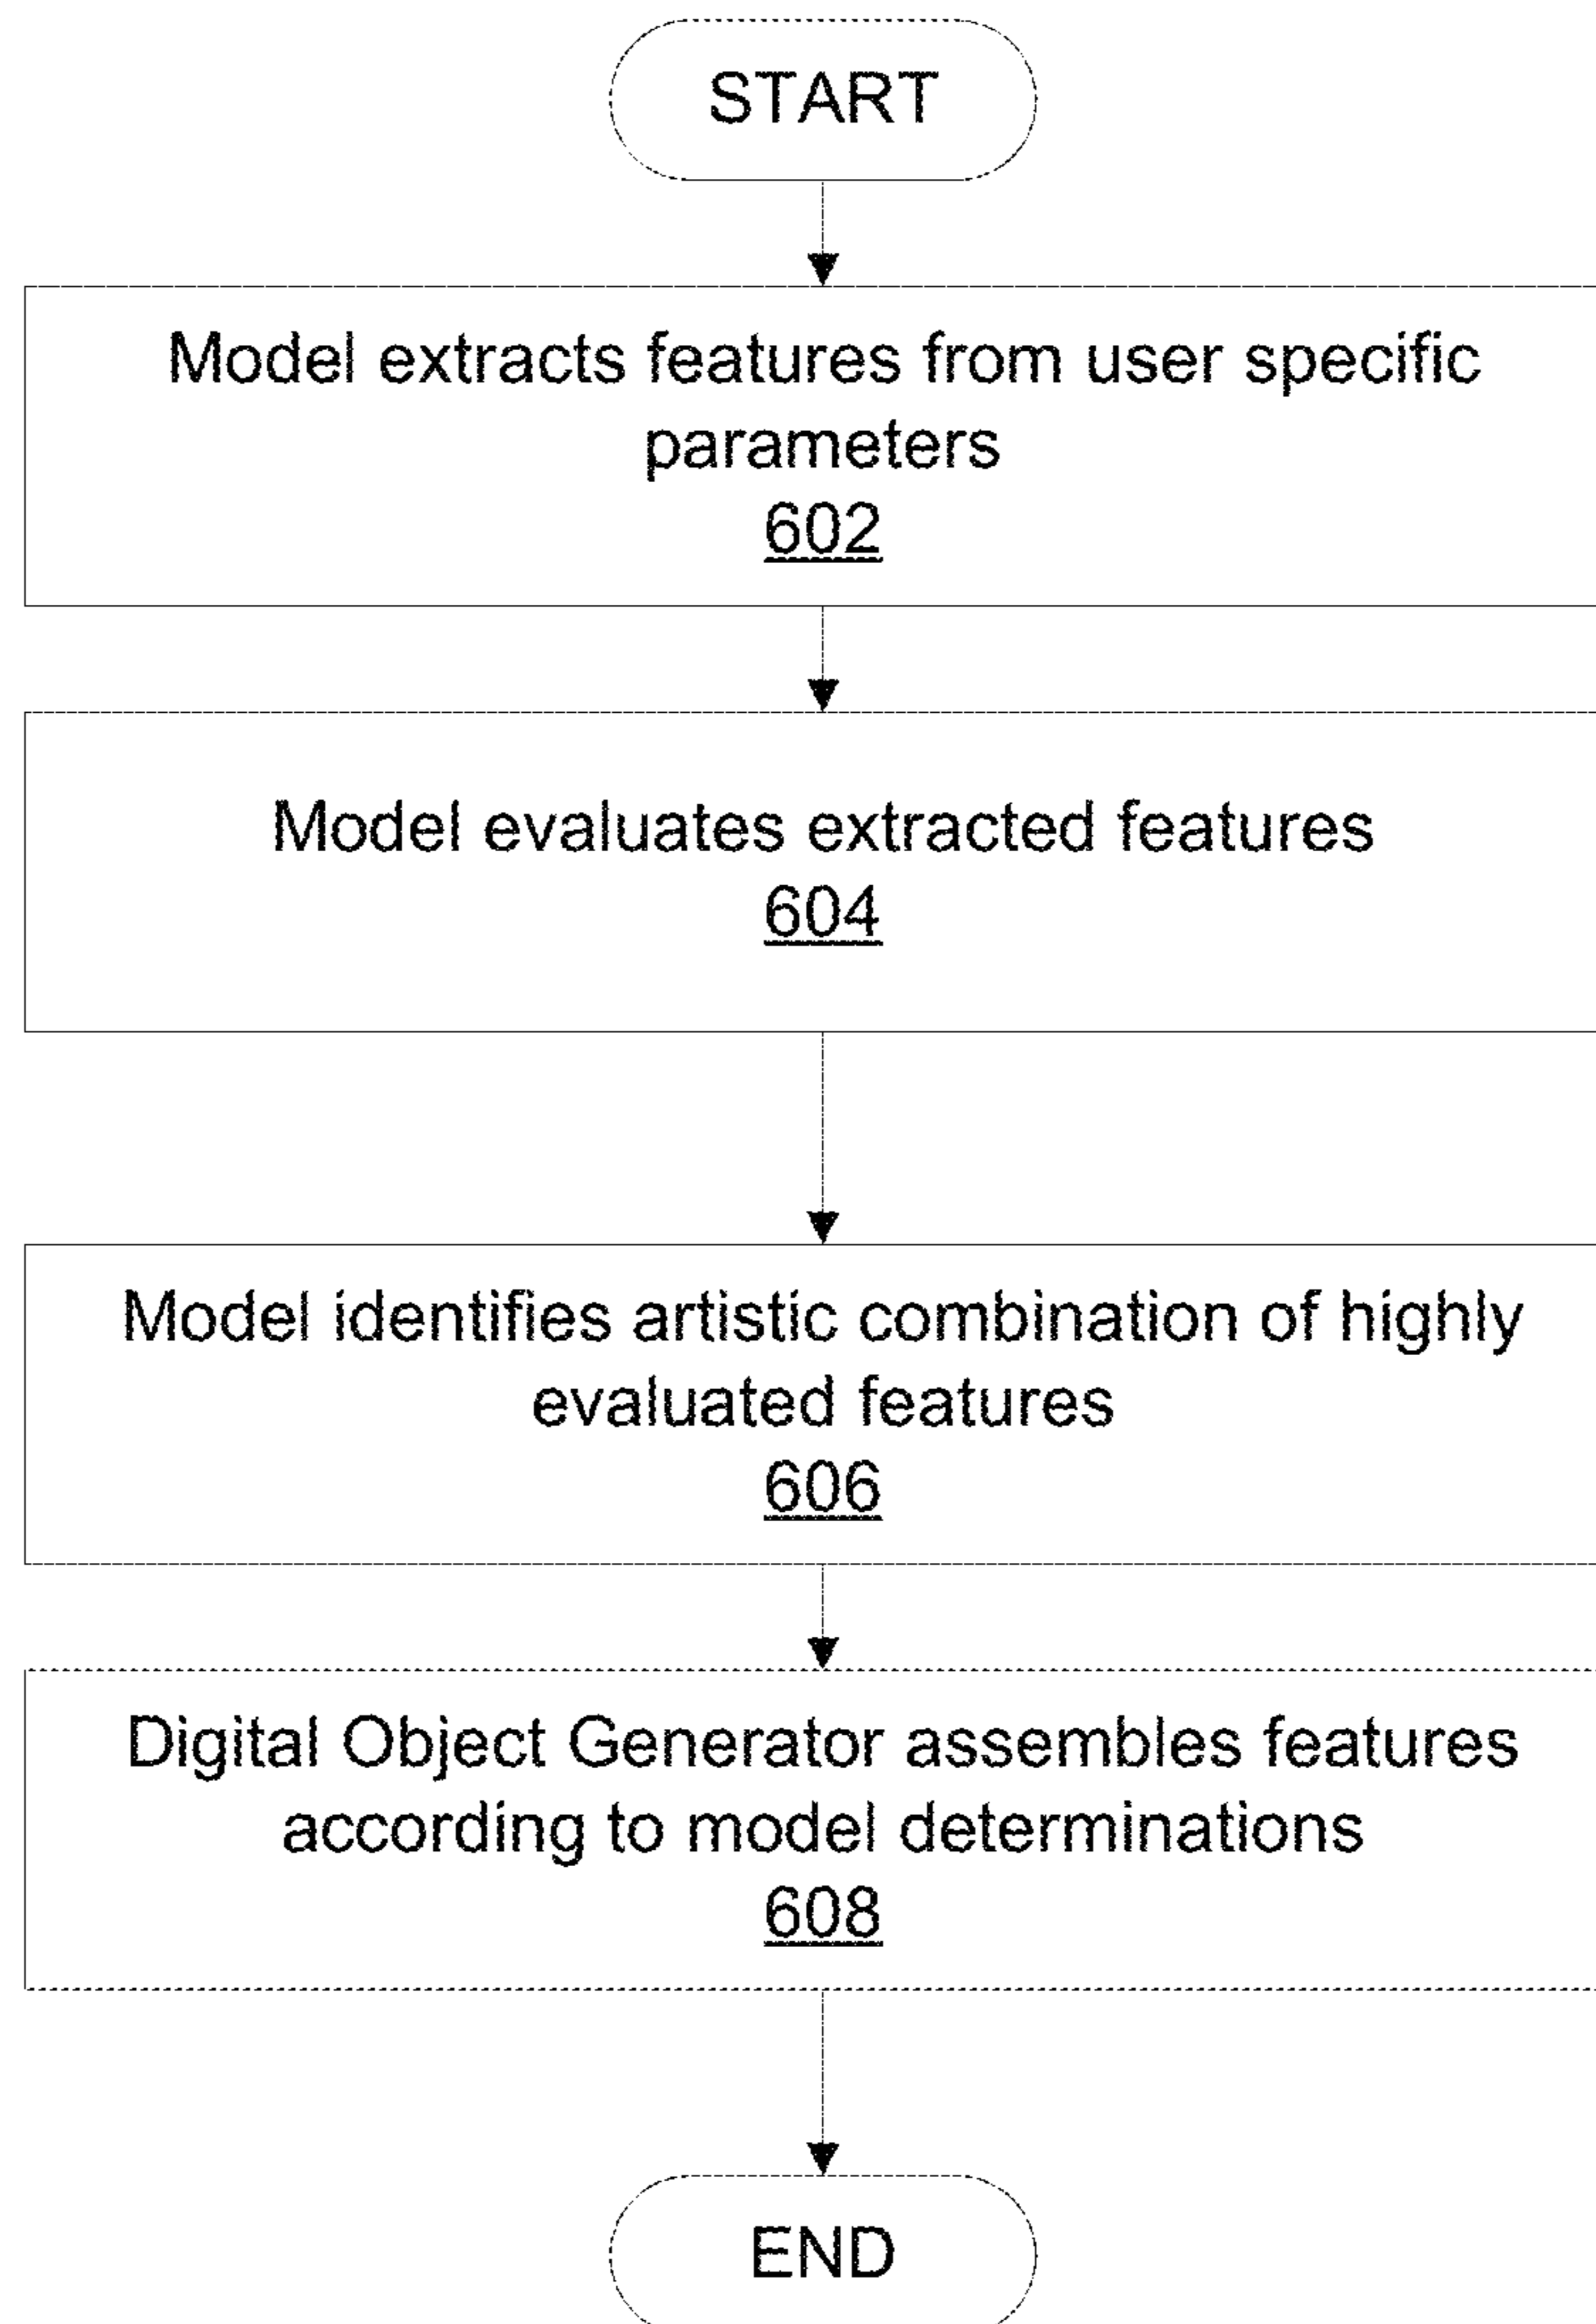 START
Model extracts features from user specific
parameters
602
Model evaluates extracted features
604
Model identifies artistic combination of highly
evaluated features
606
Digital Object Generator assembles features
according to model determinations
608
END